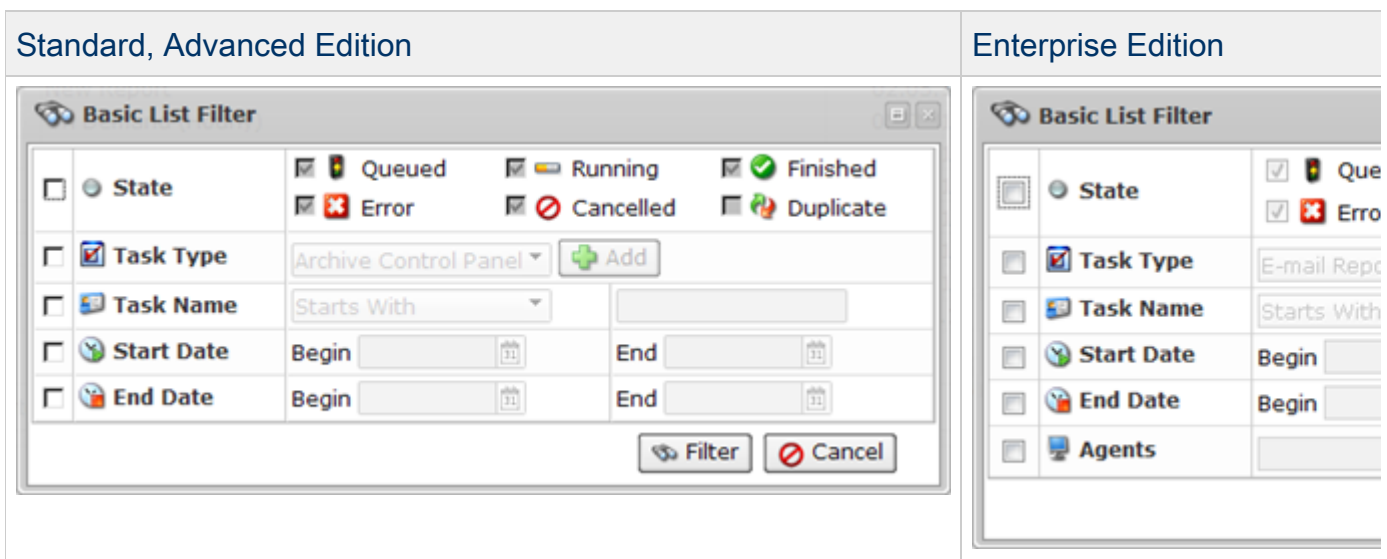 Standard, Advanced Edition
Enterprise Edition
Basic List Filter
State
Queued
Running
Finished
Error
Cancelled
Duplicate
Task Type
Archive Control Panel
Add
Task Name
Starts With
Start Date
Begin
End
End Date
Begin
End
Filter
Cancel
Basic List Filter
State
Que
Erro
Task Type
E-mail Repo
Task Name
Starts With
Start Date
Begin
End Date
Begin
Agents